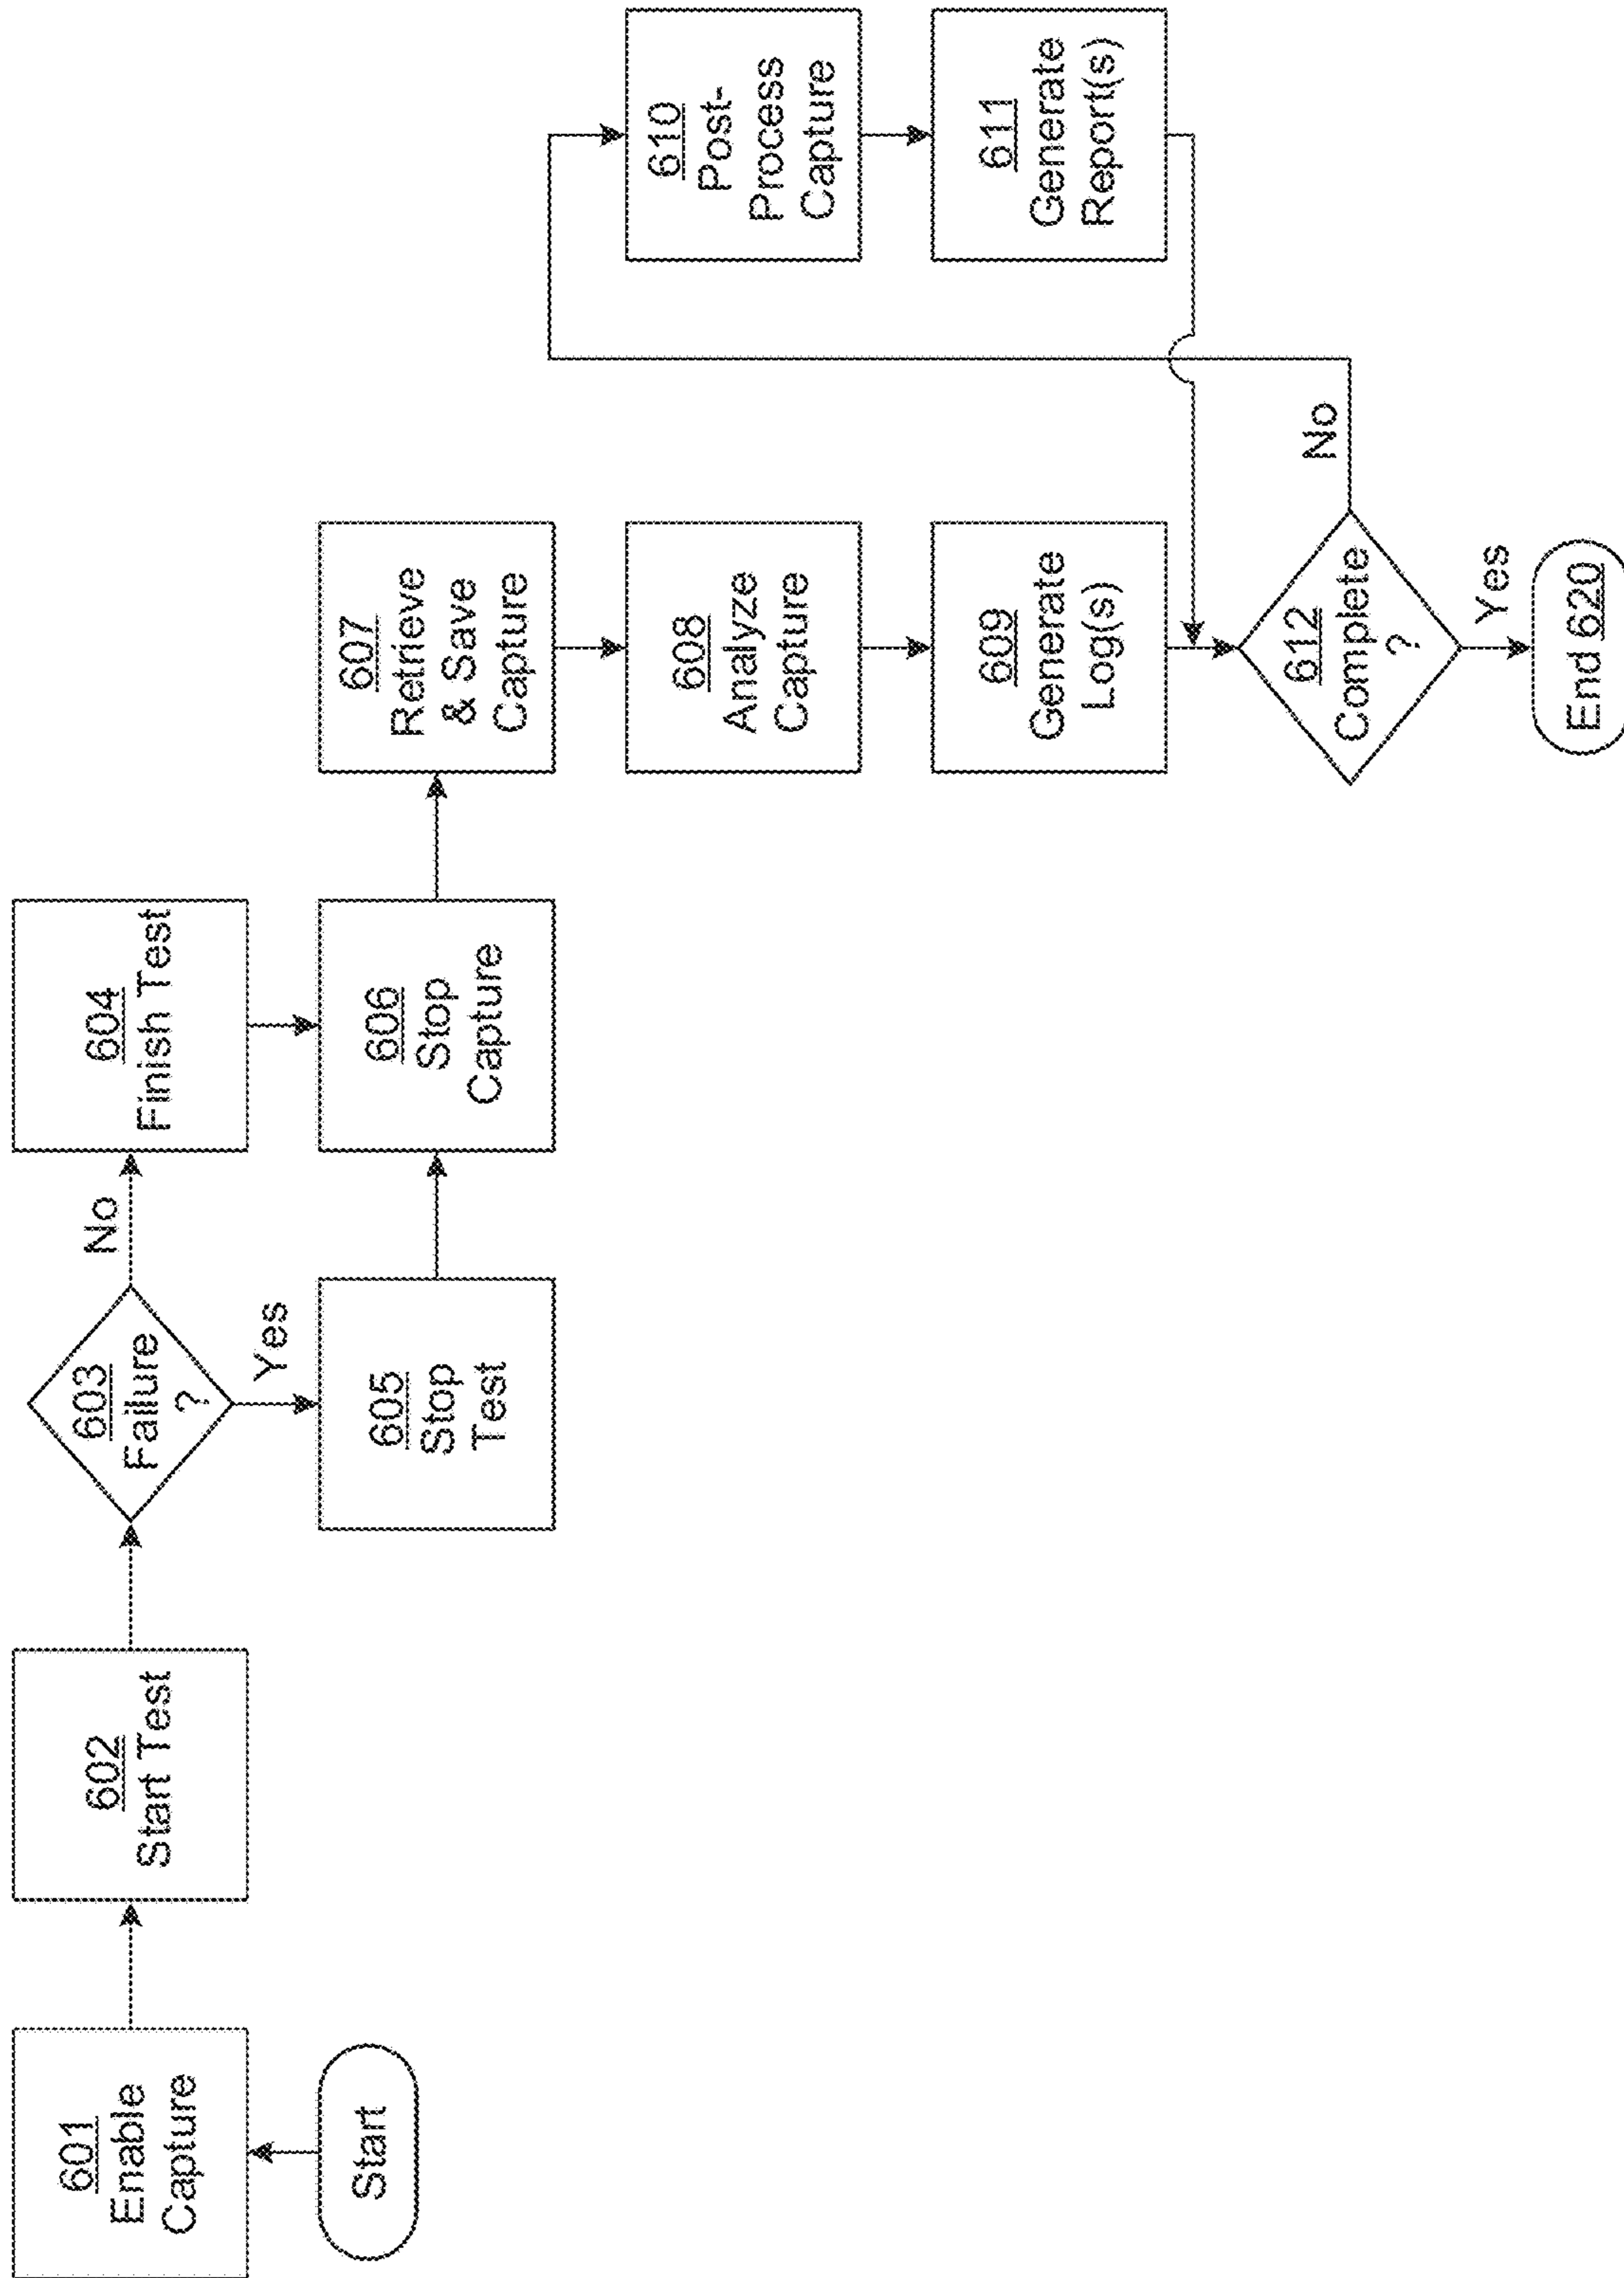 Start
601
Enable
Capture
602
Start Test
603
Failure
?
No
Yes
604
Finish Test
605
Stop
Test
606
Stop
Capture
607
Retrieve
& Save
Capture
608
Analyze
Capture
609
Generate
Log(s)
610
Post-
Process
Capture
611
Generate
Report(s)
612
Complete
?
No
Yes
End 620